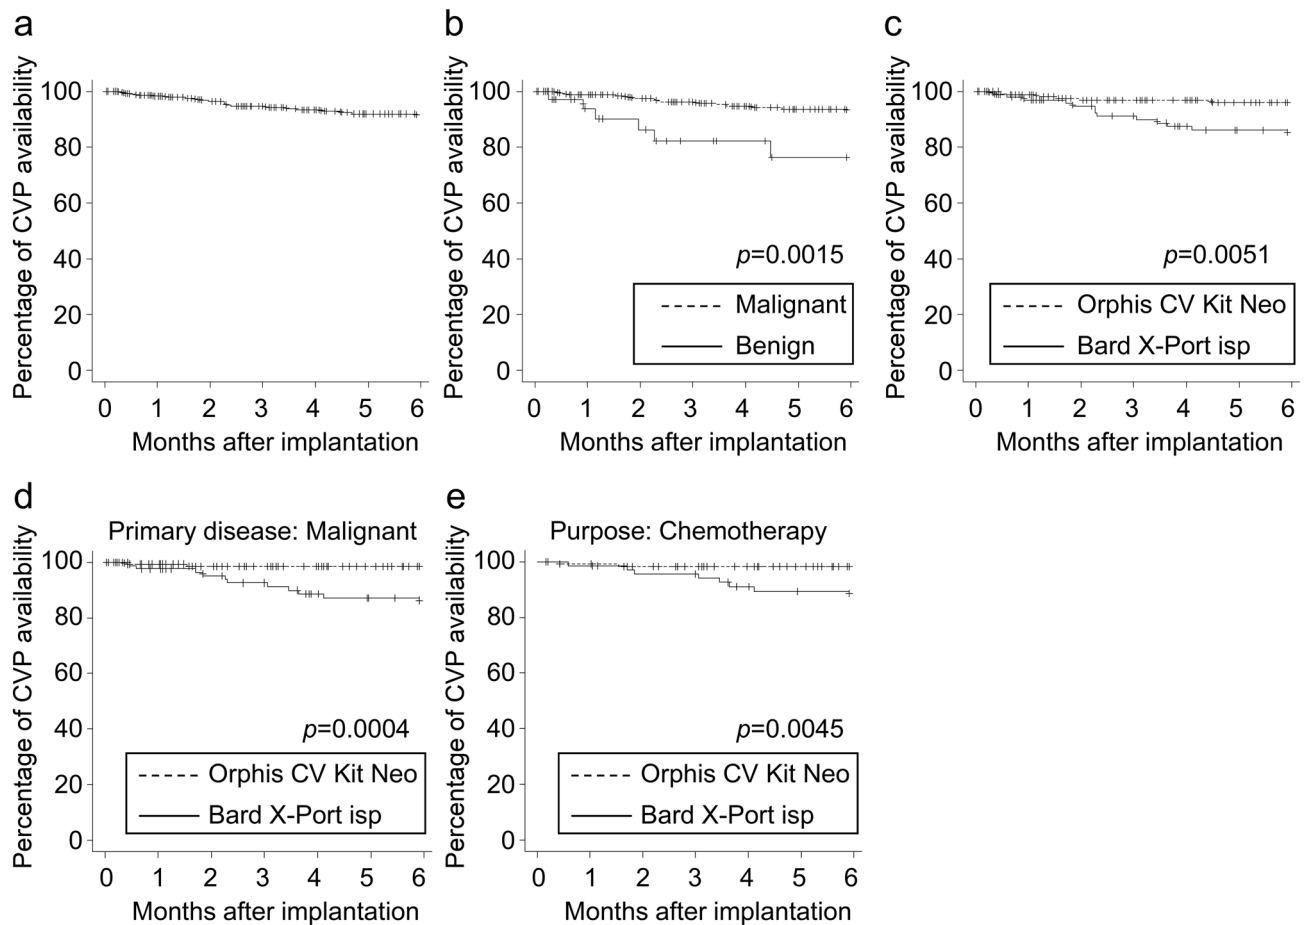 a
Percentage of CVP availability
100
80
60
40
20
0
0 1 2 3 4 5 6
Months after implantation
b
Percentage of CVP availability
100
80
60
40
20
0
p=0.0015
Malignant
Benign
0 1 2 3 4 5 6
Months after implantation
c
Percentage of CVP availability
100
80
60
40
20
0
p=0.0051
Orphis CV Kit Neo
Bard X-Port isp
0 1 2 3 4 5 6
Months after implantation
d
Primary disease: Malignant
Percentage of CVP availability
100
80
60
40
20
0
p=0.0004
Orphis CV Kit Neo
Bard X-Port isp
0 1 2 3 4 5 6
Months after implantation
e
Purpose: Chemotherapy
Percentage of CVP availability
100
80
60
40
20
0
p=0.0045
Orphis CV Kit Neo
Bard X-Port isp
0 1 2 3 4 5 6
Months after implantation